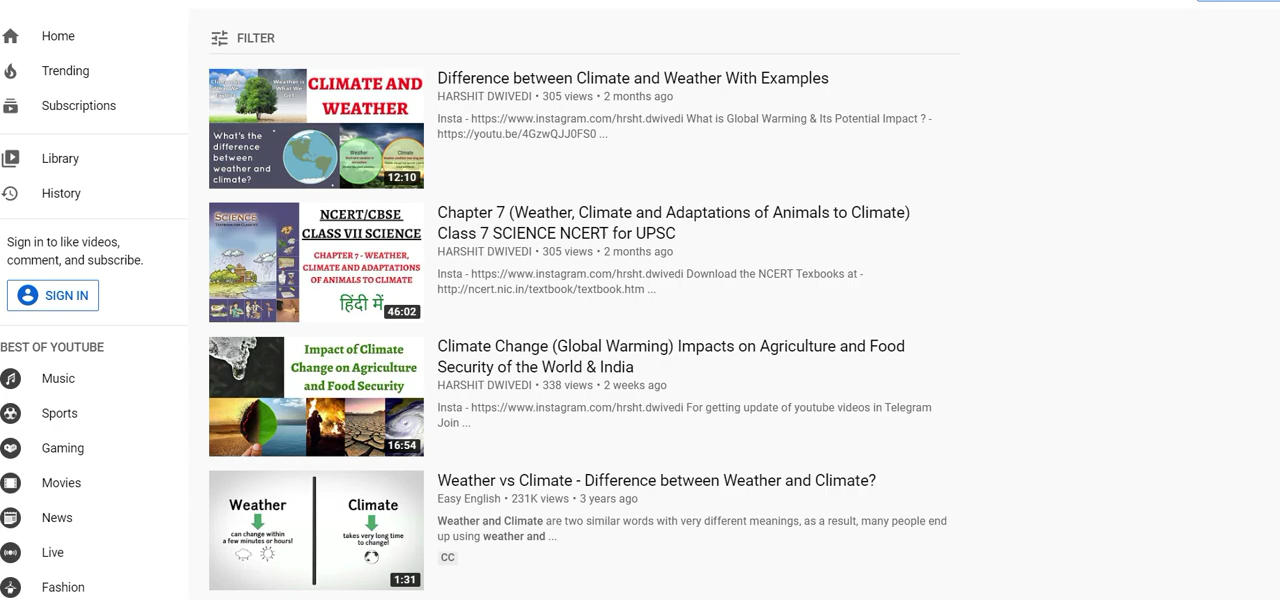 Home
Trending
Subscriptions
Library
History
Sign in to like videos,
comment, and subscribe.
SIGN IN
BEST OF YOUTUBE
Music
Sports
Gaming
Movies
News
Live
Fashion
FILTER
CLIMATE AND
WEATHER
What's the
difference
between
weather and
climate?
Weather
Climate
12:10
Difference between Climate and Weather With Examples
HARSHIT DWIVEDI • 305 views • 2 months ago
Insta - https://www.instagram.com/hrsht.dwivedi What is Global Warming & Its Potential Impact ? -
https://youtu.be/4GzwQJJ0FS0 ...
SCIENCE
NCERT/CBSE
CLASS VII SCIENCE
CHAPTER 7 - WEATHER,
CLIMATE AND ADAPTATIONS
OF ANIMALS TO CLIMATE
हिंदी में
46:02
Chapter 7 (Weather, Climate and Adaptations of Animals to Climate)
Class 7 SCIENCE NCERT for UPSC
HARSHIT DWIVEDI • 305 views • 2 months ago
Insta - https://www.instagram.com/hrsht.dwivedi Download the NCERT Texbooks at -
http://ncert.nic.in/textbook/textbook.htm ...
Impact of Climate
Change on Agriculture
and Food Security
16:54
Climate Change (Global Warming) Impacts on Agriculture and Food
Security of the World & India
HARSHIT DWIVEDI • 338 views • 2 weeks ago
Insta - https://www.instagram.com/hrsht.dwivedi For getting update of youtube videos in Telegram
Join ...
Weather
can change within
a few minutes or hours!
Climate
takes very long time
to change!
1:31
Weather vs Climate - Difference between Weather and Climate?
Easy English • 231K views • 3 years ago
Weather and Climate are two similar words with very different meanings, as a result, many people end
up using weather and ...
CC